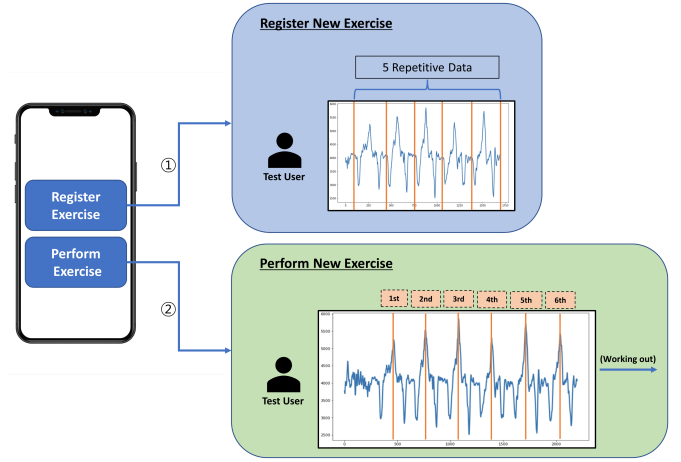 Register New Exercise
5 Repetitive Data
Test User
①
Register
Exercise
Perform
Exercise
②
Perform New Exercise
1st 2nd 3rd 4th 5th 6th
(Working out)
Test User
6000
5500
5000
4500
4000
3500
3000
2500
0 500 1000 1500 2000